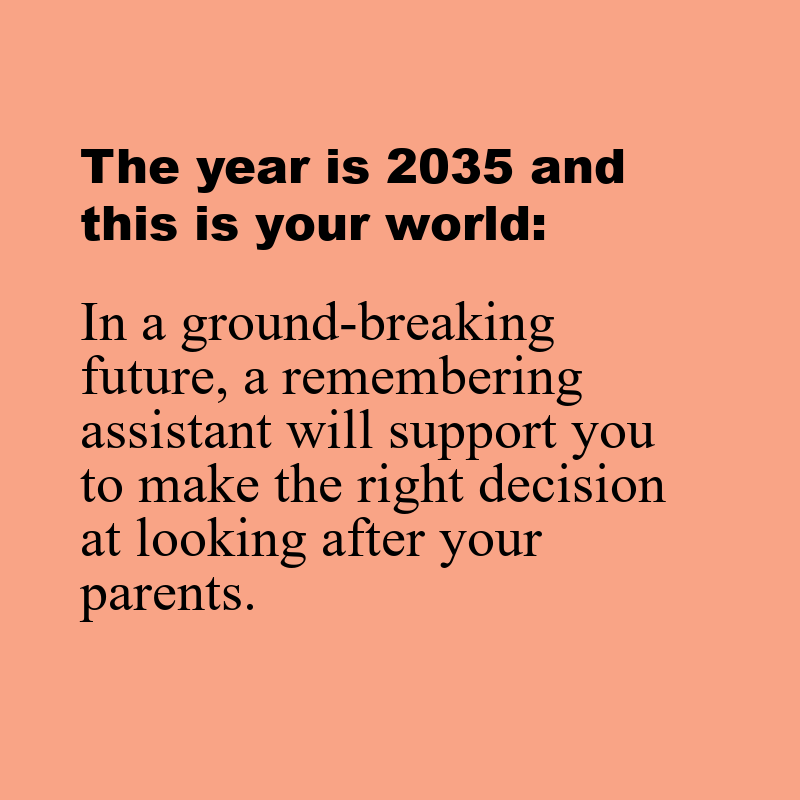 The year is 2035 and
this is your world:
In a ground-breaking
future, a remembering
assistant will support you
to make the right decision
at looking after your
parents.